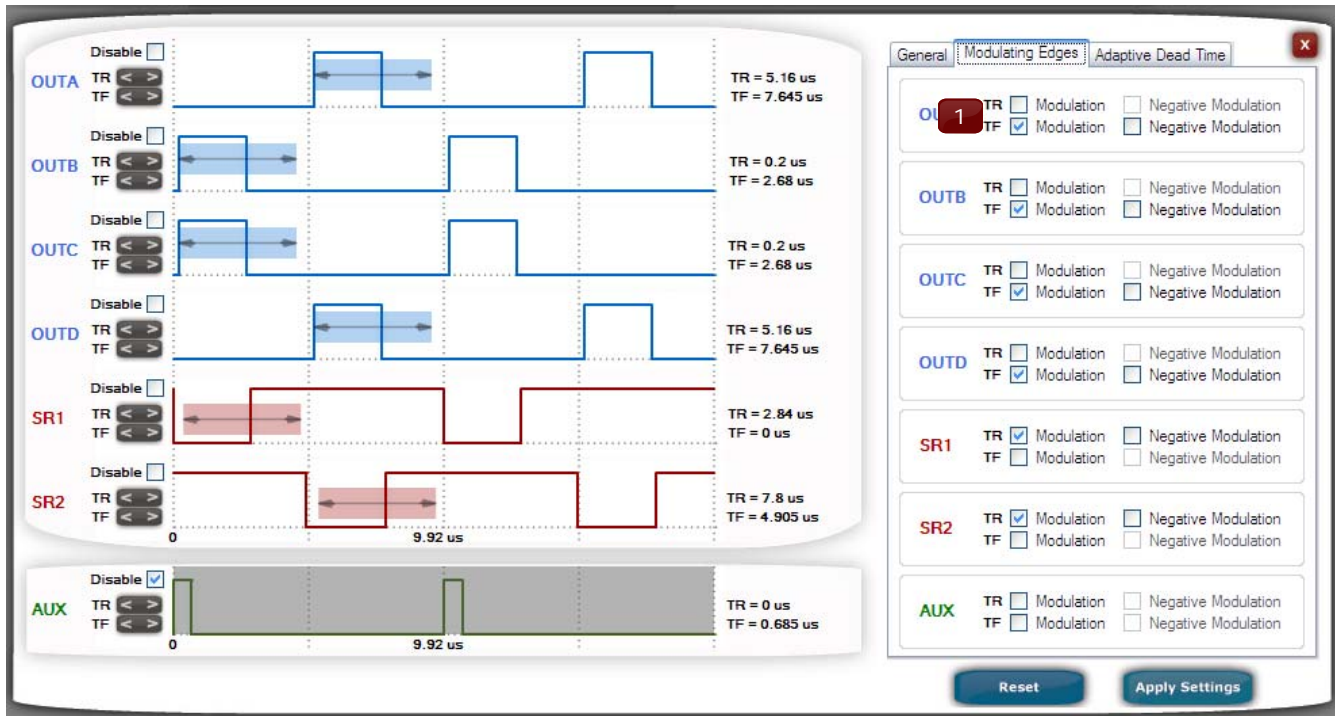 General Modulating Edges Adaptive Dead Time x
Disable
OUTA TR < > TR = 5.16 us
TF < > TF = 7.645 us
Disable
OUTB TR < > TR = 0.2 us
TF < > TF = 2.68 us
Disable
OUTC TR < > TR = 0.2 us
TF < > TF = 2.68 us
Disable
OUTD TR < > TR = 5.16 us
TF < > TF = 7.645 us
Disable
SR1 TR < > TR = 2.84 us
TF < > TF = 0 us
Disable
SR2 TR < > TR = 7.8 us
TF < > TF = 4.905 us
0 9.92 us
Disable
AUX TR < > TR = 0 us
TF < > TF = 0.685 us
0 9.92 us
1 TR Modulation Negative Modulation
TF Modulation Negative Modulation
OUTB TR Modulation Negative Modulation
TF Modulation Negative Modulation
OUTC TR Modulation Negative Modulation
TF Modulation Negative Modulation
OUTD TR Modulation Negative Modulation
TF Modulation Negative Modulation
SR1 TR Modulation Negative Modulation
TF Modulation Negative Modulation
SR2 TR Modulation Negative Modulation
TF Modulation Negative Modulation
AUX TR Modulation Negative Modulation
TF Modulation Negative Modulation
Reset Apply Settings